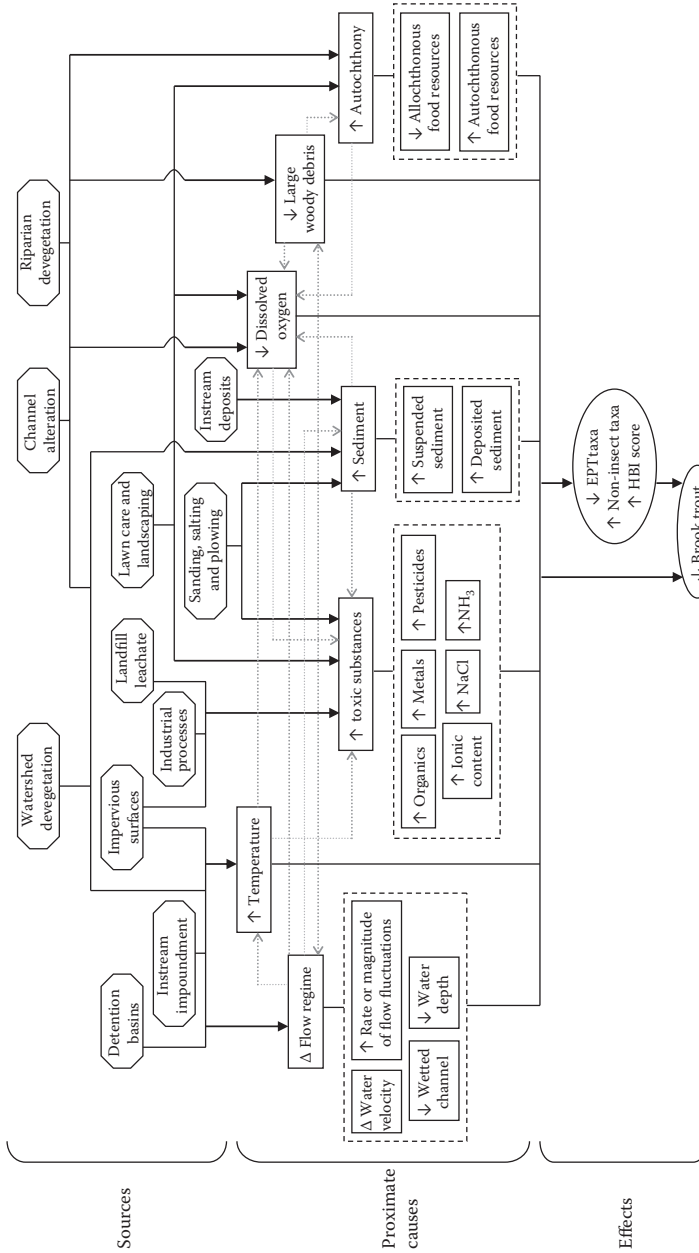 Sources
Detention
basins
Instream
impoundment
Watershed
devegetation
Impervious
surfaces
Industrial
processes
Landfill
leachate
Lawn care and
landscaping
Sanding, salting
and plowing
Channel
alteration
Instream
deposits
Riparian
devegetation
Proximate
causes
Δ Flow regime
Δ Water
velocity
↑ Rate or magnitude
of flow fluctuations
↓ Wetted
channel
↓ Water
depth
↑ Temperature
↑ toxic substances
↑ Organics
↑ Metals
↑ Pesticides
↑ Ionic
content
↑ NaCl
↑NH₃
↑ Sediment
↑ Suspended
sediment
↑ Deposited
sediment
↓ Dissolved
oxygen
↓ Large
woody debris
↑ Autochthony
↓ Allochthonous
food resources
↑ Autochthonous
food resources
Effects
↓ EPT taxa
↑ Non-insect taxa
↑ HBI score
↓ Brook trout